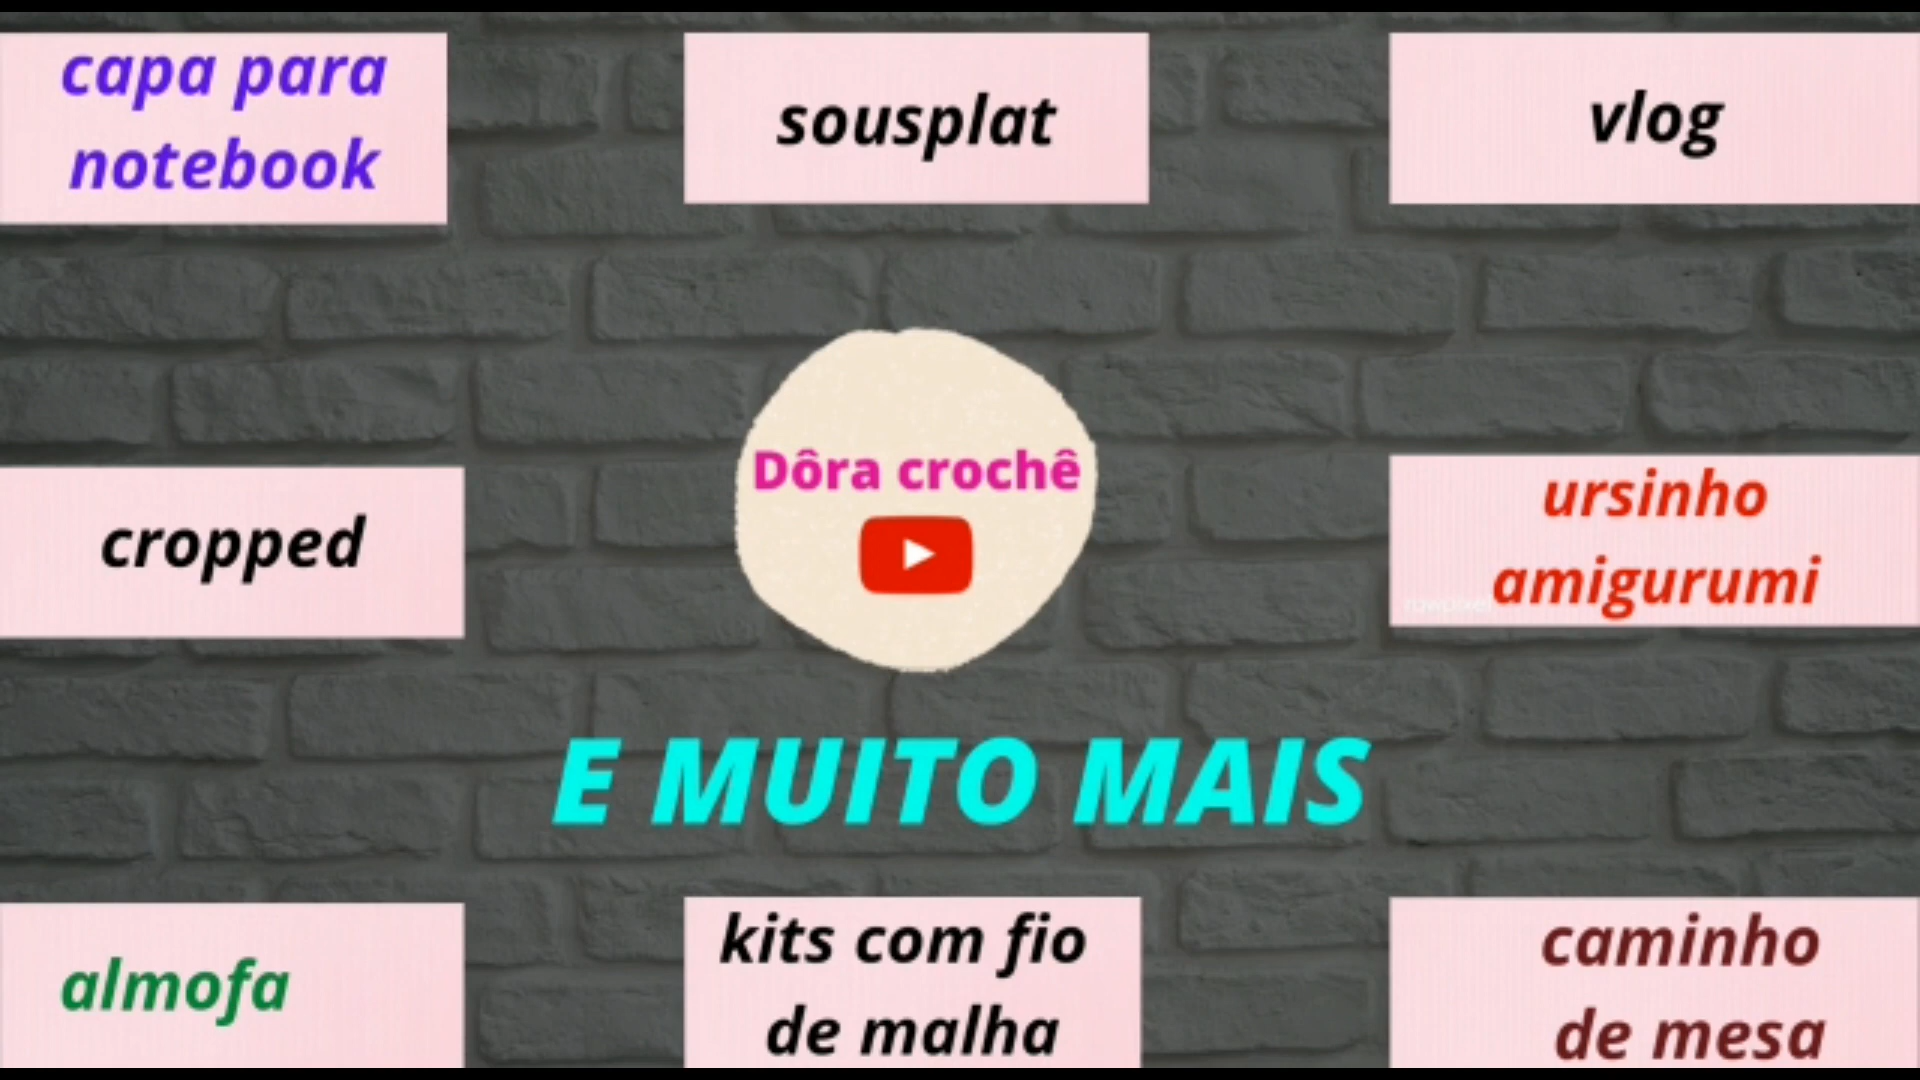 capa para
notebook
sousplat
vlog
cropped
Dôra crochê
ursinho
amigurumi
rawpixel
E MUITO MAIS
almofa
kits com fio
de malha
caminho
de mesa